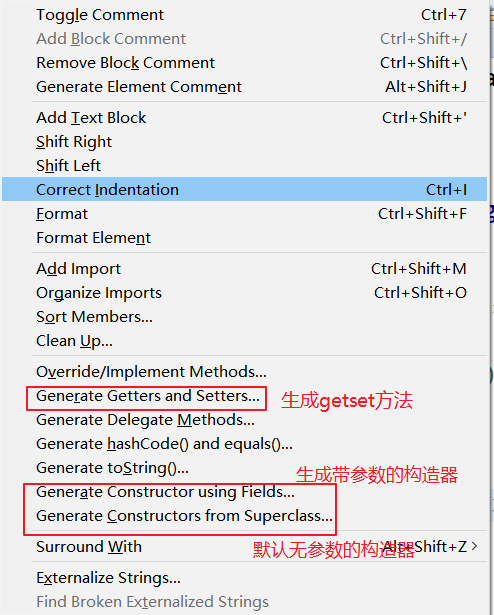 Toggle Comment Ctrl+7
Add Block Comment Ctrl+Shift+/
Remove Block Comment Ctrl+Shift+\
Generate Element Comment Alt+Shift+J
Add Text Block Ctrl+Shift+'
Shift Right
Shift Left
Correct Indentation Ctrl+I
Format Ctrl+Shift+F
Format Element
Add Import Ctrl+Shift+M
Organize Imports Ctrl+Shift+O
Sort Members...
Clean Up...
Override/Implement Methods...
Generate Getters and Setters... 生成getset方法
Generate Delegate Methods...
Generate hashCode() and equals()...
Generate toString()... 生成带参数的构造器
Generate Constructor using Fields...
Generate Constructors from Superclass...
Surround With Alt+Shift+Z
默认无参数的构造器
Externalize Strings...
Find Broken Externalized Strings